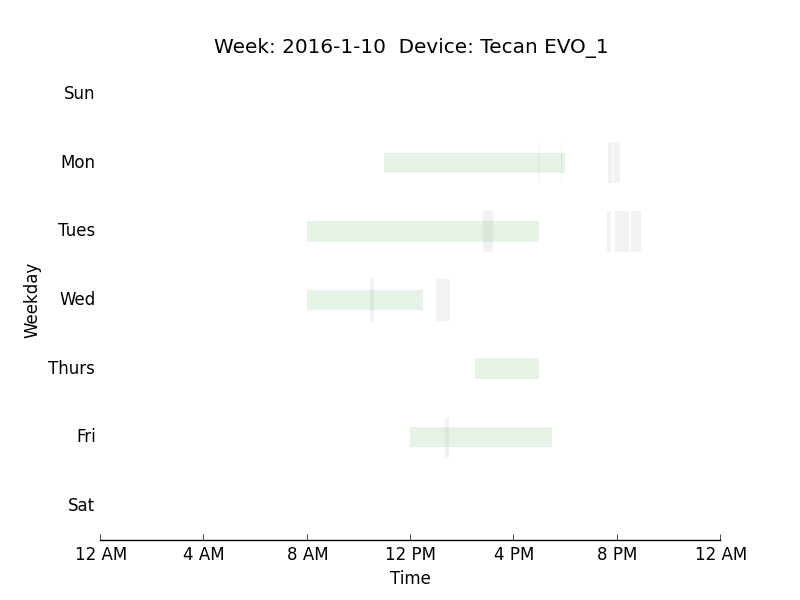 Week: 2016-1-10  Device: Tecan EVO_1
Sun
Mon
Tues
Wed
Weekday
Thurs
Fri
Sat
12 AM 4 AM 8 AM 12 PM 4 PM 8 PM 12 AM
Time